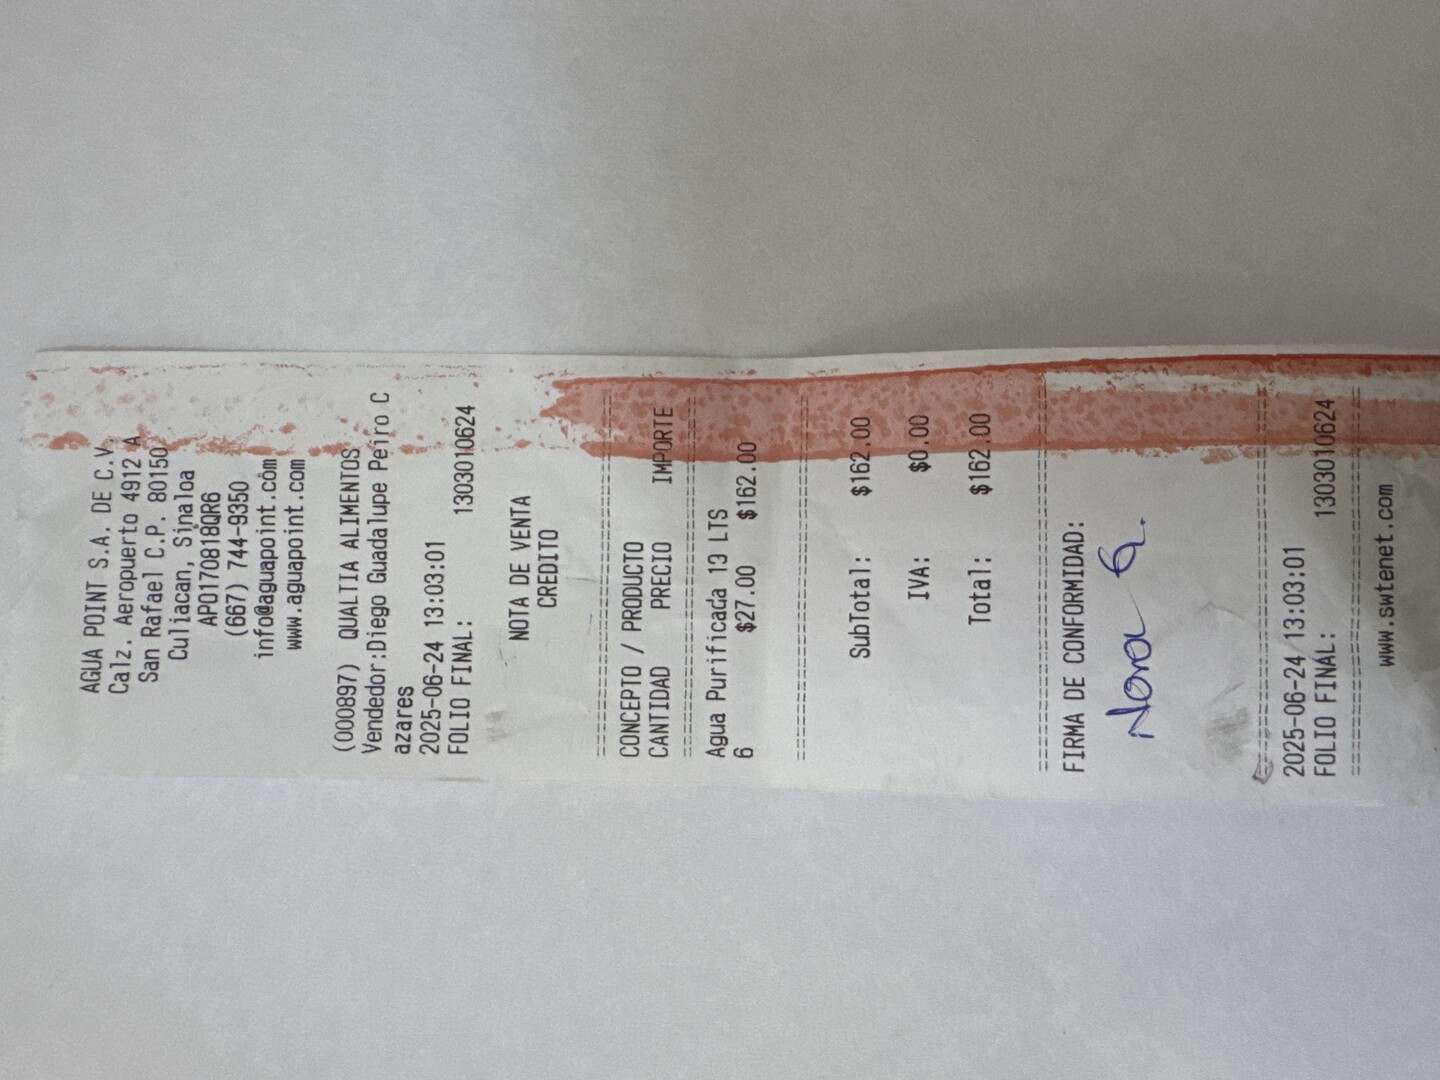 AGUA POINT S.A. DE C.V.
Calz. Aeropuerto 4912 A
San Rafael C.P. 80150
Culiacan, Sinaloa
APO170818QR6
(667) 744-9350
info@aguapoint.com
www.aguapoint.com
(000897) QUALTIA ALIMENTOS
Vendedor:Diego Guadalupe Peiro C
azares
2025-06-24 13:03:01
FOLIO FINAL: 1303010624
NOTA DE VENTA
CREDITO
================================
CONCEPTO / PRODUCTO
CANTIDAD PRECIO IMPORTE
================================
Agua Purificada 13 LTS
6 $27.00 $162.00
================================
SubTotal: $162.00
IVA: $0.00
Total: $162.00
================================
FIRMA DE CONFORMIDAD:
Nora G.
================================
2025-06-24 13:03:01
FOLIO FINAL: 1303010624
================================
www.swtenet.com